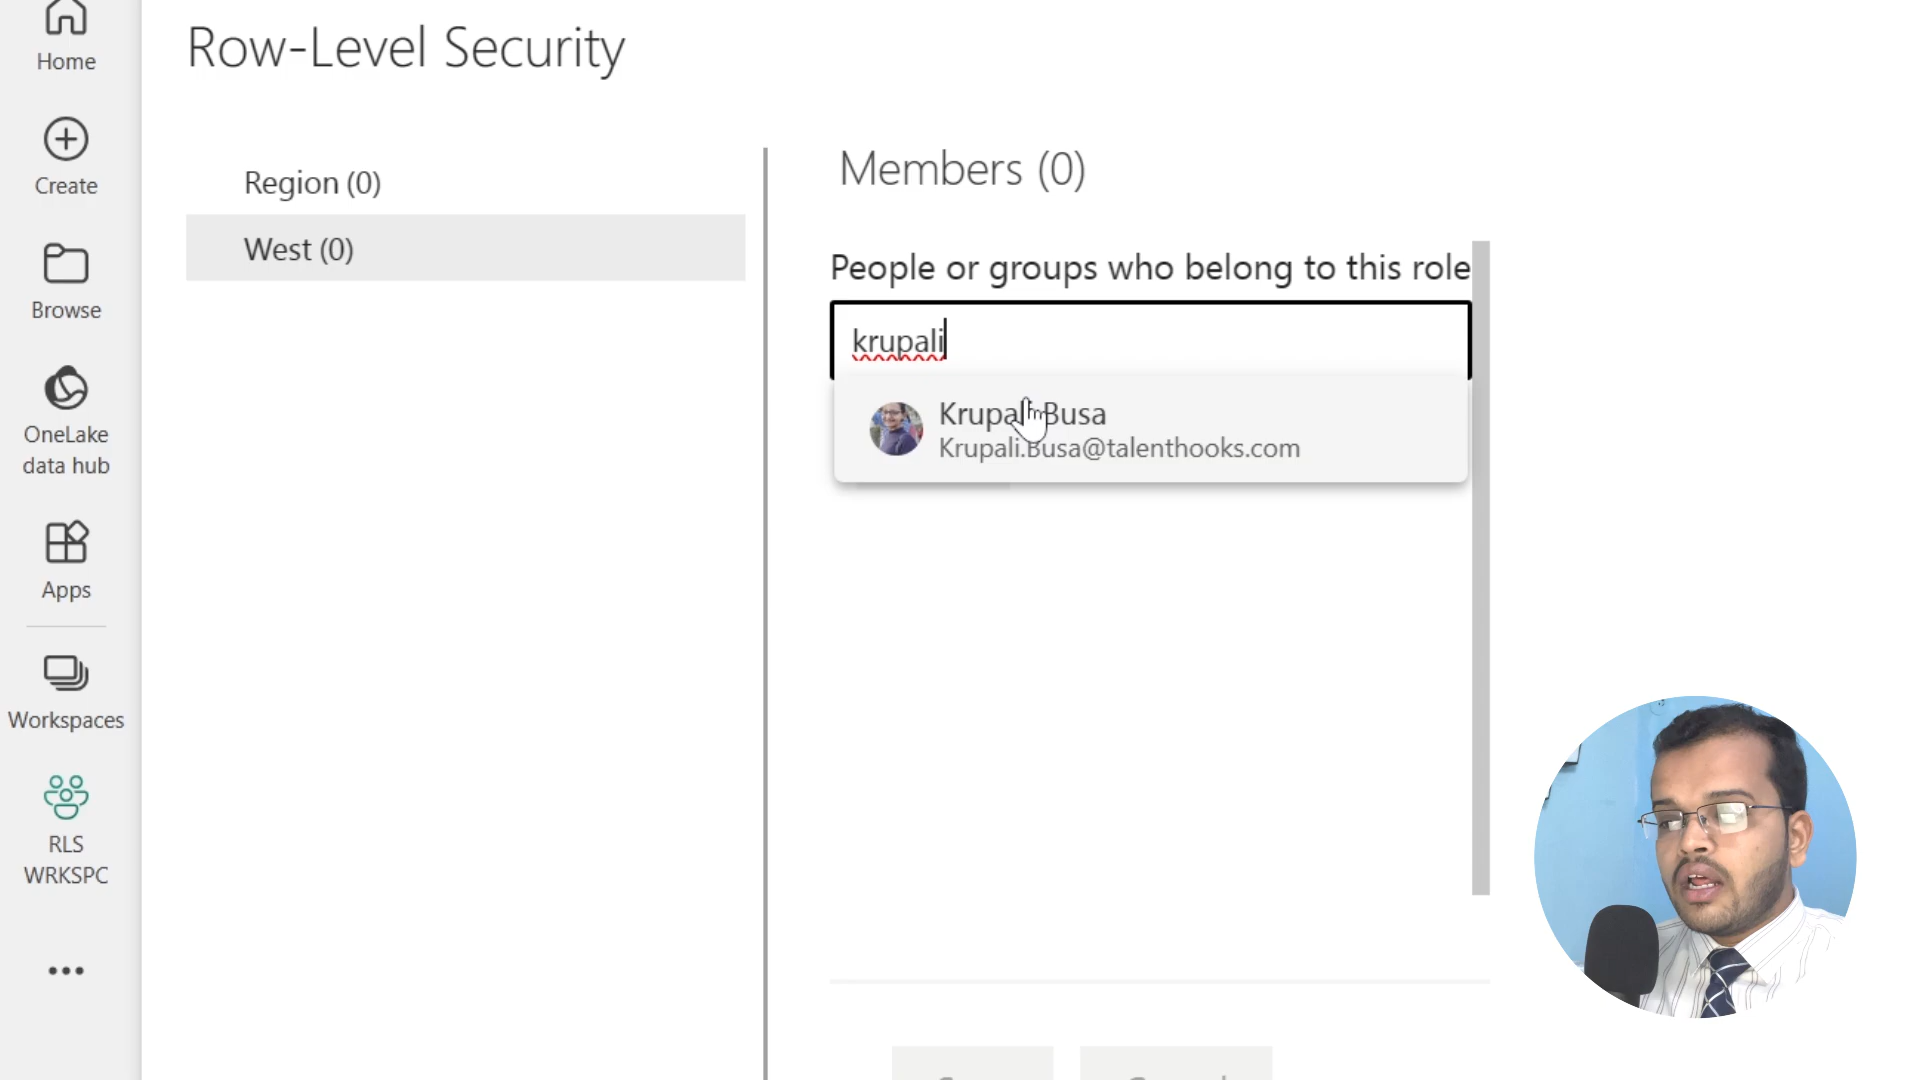 Row-Level Security
Home
Create
Browse
OneLake
data hub
Apps
Workspaces
RLS
WRKSPC
Region (0)
West (0)
Members (0)
People or groups who belong to this role
krupali
Krupali Busa
Krupali.Busa@talenthooks.com